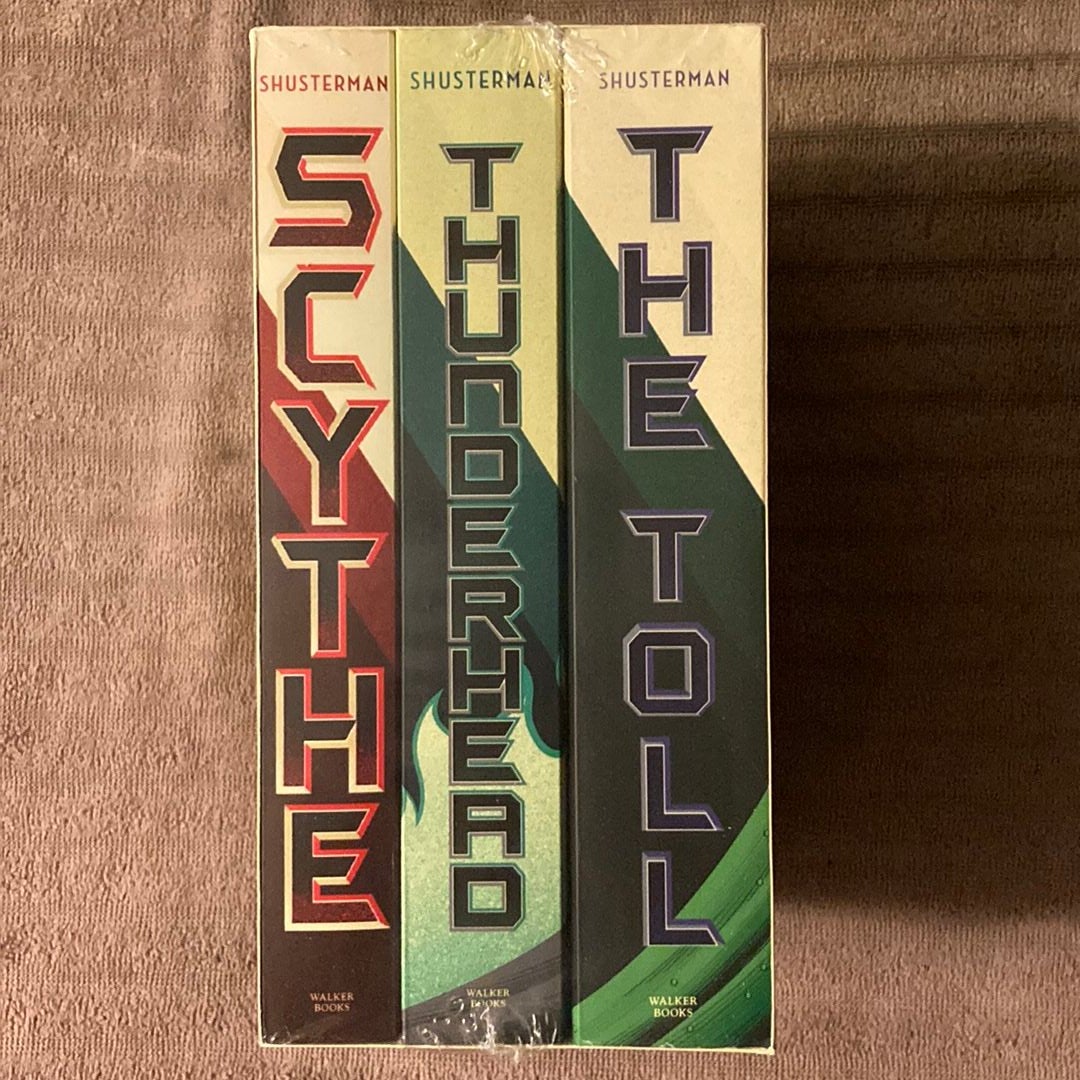 SHUSTERMAN
SCYTHE
WALKER
BOOKS
SHUSTERMAN
THUNDERHEAD
WALKER
BOOKS
SHUSTERMAN
THE TOLL
WALKER
BOOKS